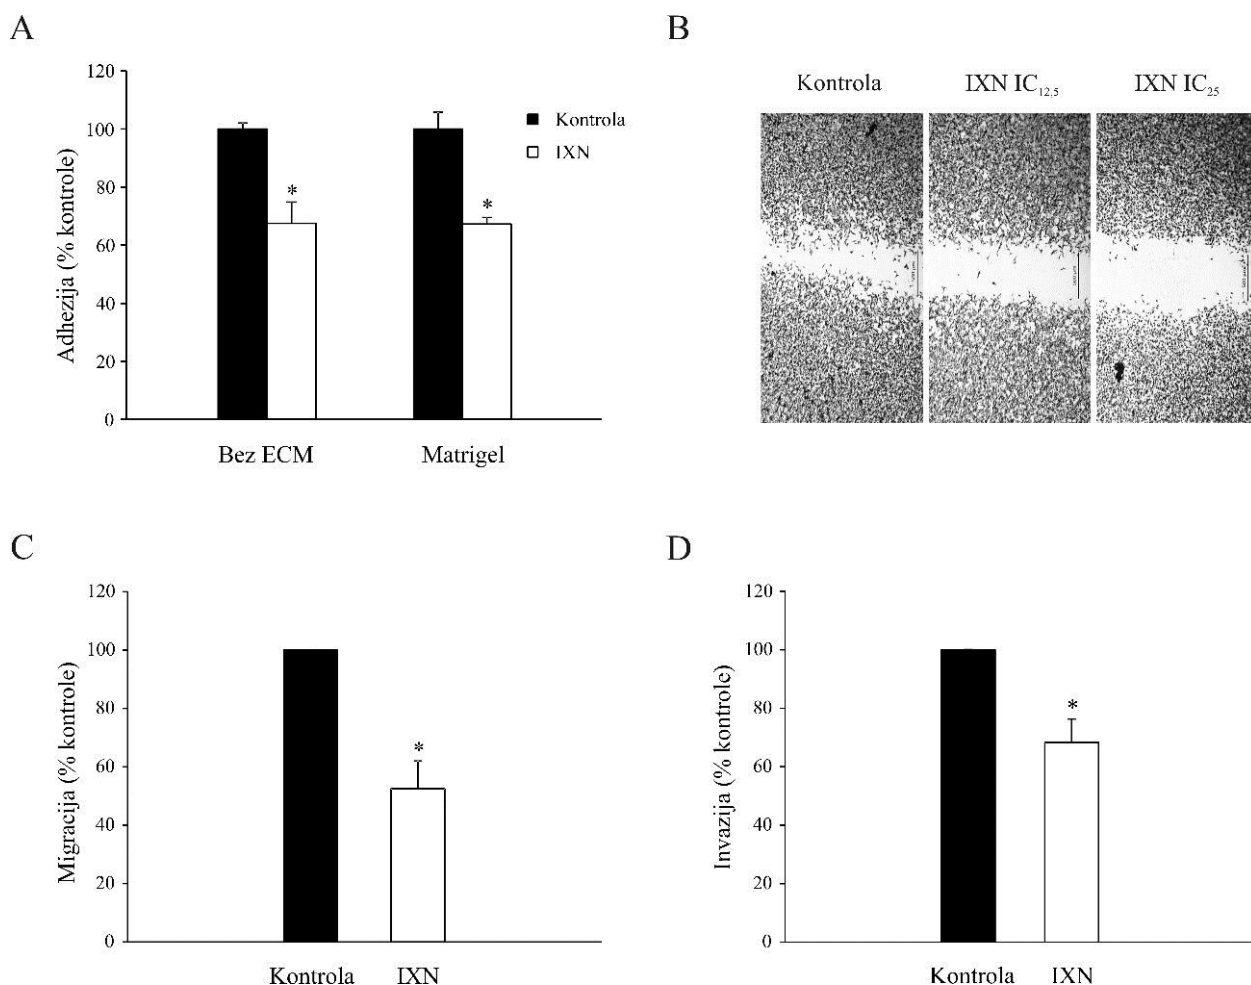 A
Adhezija (% kontrole)
120
100
80
60
40
20
0
Kontrola
IXN
*
*
Bez ECM
Matrigel
B
Kontrola
IXN IC12,5
IXN IC25
500 µm
C
Migracija (% kontrole)
120
100
80
60
40
20
0
*
Kontrola
IXN
D
Invazija (% kontrole)
120
100
80
60
40
20
0
*
Kontrola
IXN